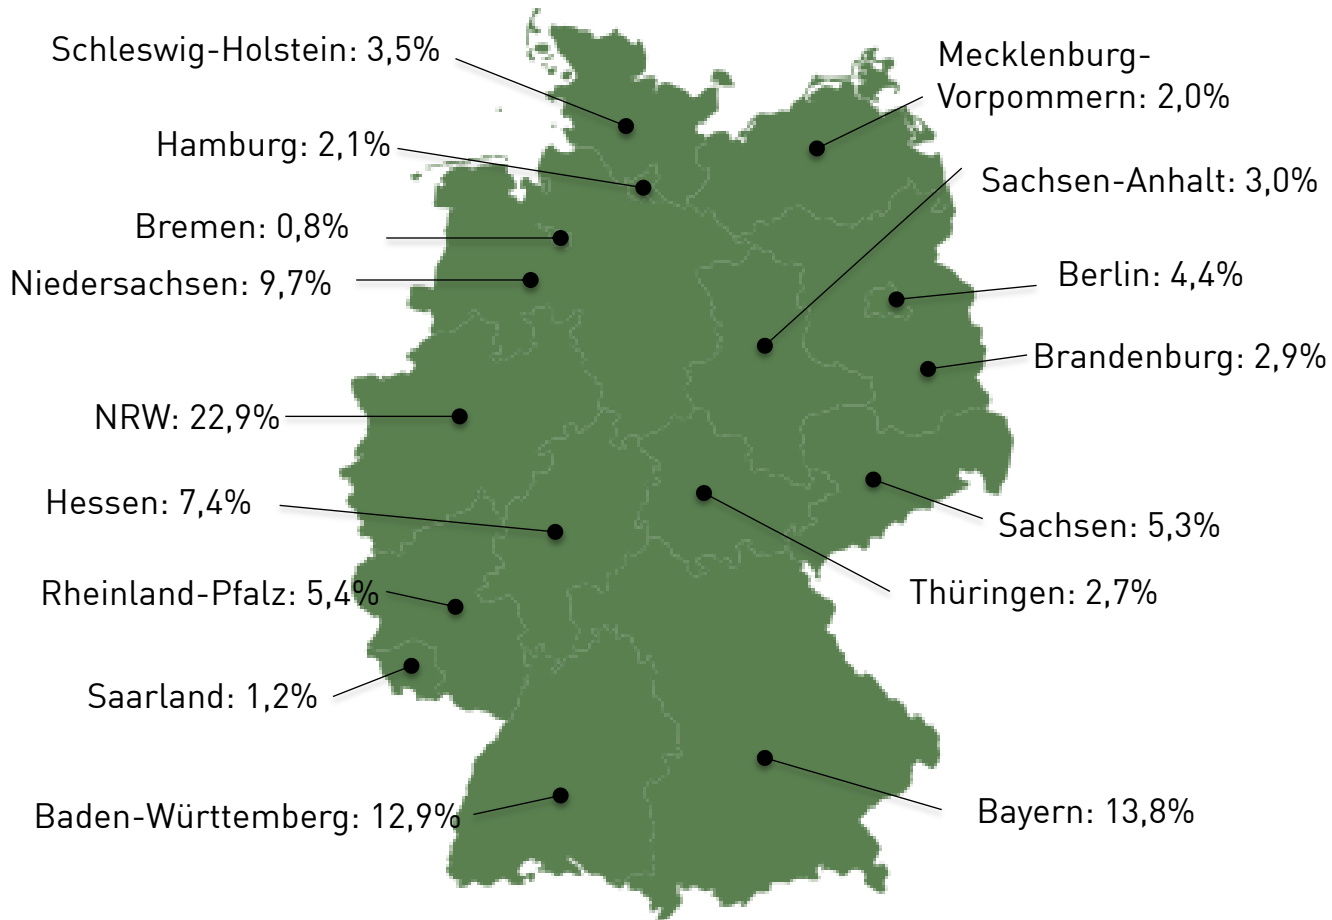 Schleswig-Holstein: 3,5%
Mecklenburg-
Vorpommern: 2,0%
Hamburg: 2,1%
Sachsen-Anhalt: 3,0%
Bremen: 0,8%
Niedersachsen: 9,7%
Berlin: 4,4%
Brandenburg: 2,9%
NRW: 22,9%
Hessen: 7,4%
Sachsen: 5,3%
Rheinland-Pfalz: 5,4%
Thüringen: 2,7%
Saarland: 1,2%
Baden-Württemberg: 12,9%
Bayern: 13,8%